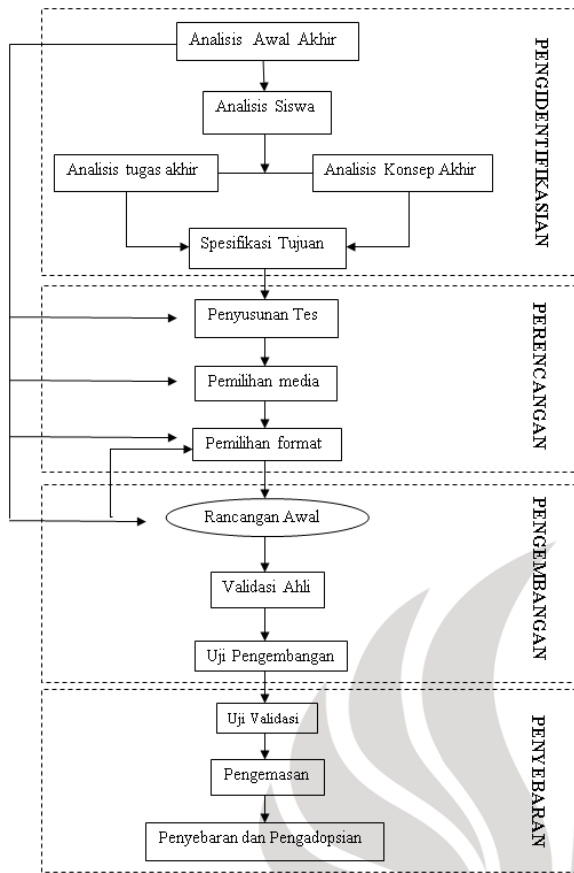 Analisis Awal Akhir
Analisis Siswa
Analisis tugas akhir
Analisis Konsep Akhir
Spesifikasi Tujuan
PENGIDENTIFIKASIAN
Penyusunan Tes
Pemilihan media
Pemilihan format
PERENCANGAN
Rancangan Awal
Validasi Ahli
Uji Pengembangan
PENGEMBANGAN
Uji Validasi
Pengemasan
Penyebaran dan Pengadopsian
PENYEBARAN